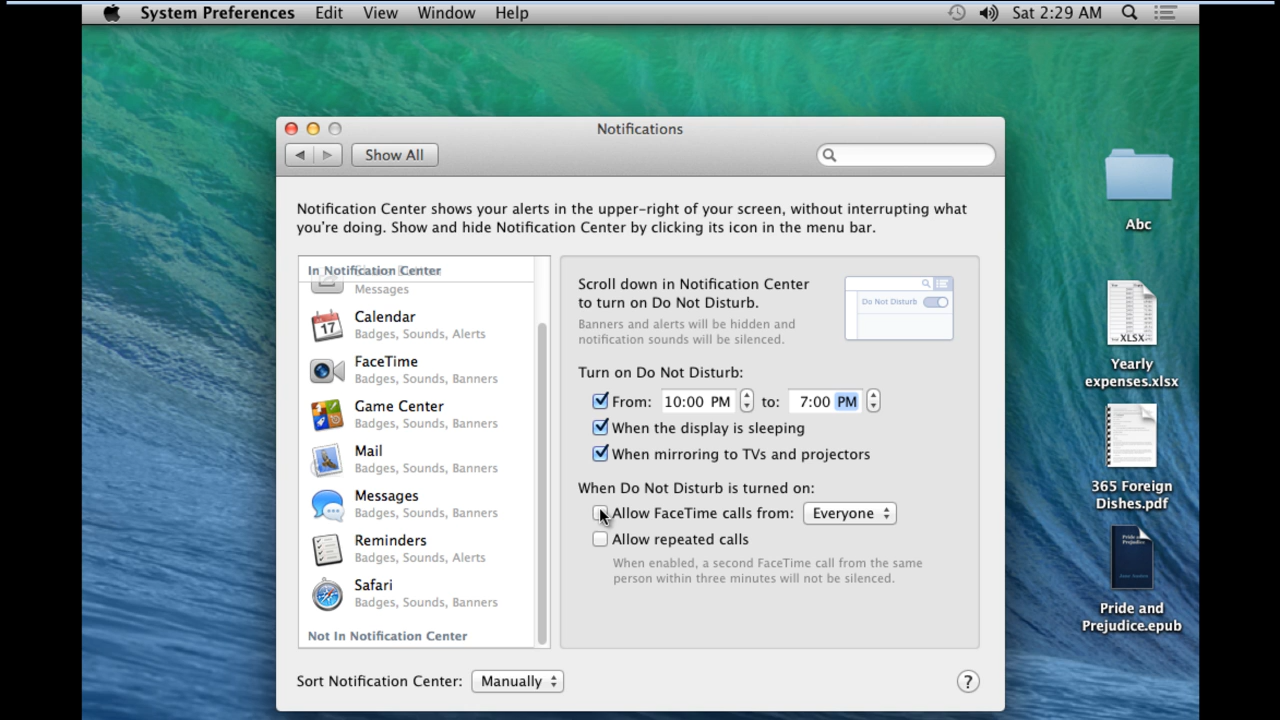 System Preferences Edit View Window Help Sat 2:29 AM
Notifications
Show All
Notification Center shows your alerts in the upper-right of your screen, without interrupting what
you're doing. Show and hide Notification Center by clicking its icon in the menu bar.
In Notification Center
Messages
Calendar
Badges, Sounds, Alerts
FaceTime
Badges, Sounds, Banners
Game Center
Badges, Sounds, Banners
Mail
Badges, Sounds, Banners
Messages
Badges, Sounds, Banners
Reminders
Badges, Sounds, Alerts
Safari
Badges, Sounds, Banners
Not In Notification Center
Scroll down in Notification Center
to turn on Do Not Disturb.
Banners and alerts will be hidden and
notification sounds will be silenced.
Do Not Disturb
Turn on Do Not Disturb:
From: 10:00 PM to: 7:00 PM
When the display is sleeping
When mirroring to TVs and projectors
When Do Not Disturb is turned on:
Allow FaceTime calls from: Everyone
Allow repeated calls
When enabled, a second FaceTime call from the same
person within three minutes will not be silenced.
Sort Notification Center: Manually
?
Abc
XLSX
Yearly
expenses.xlsx
365 Foreign
Dishes.pdf
Pride and
Prejudice
Pride and
Prejudice.epub
17